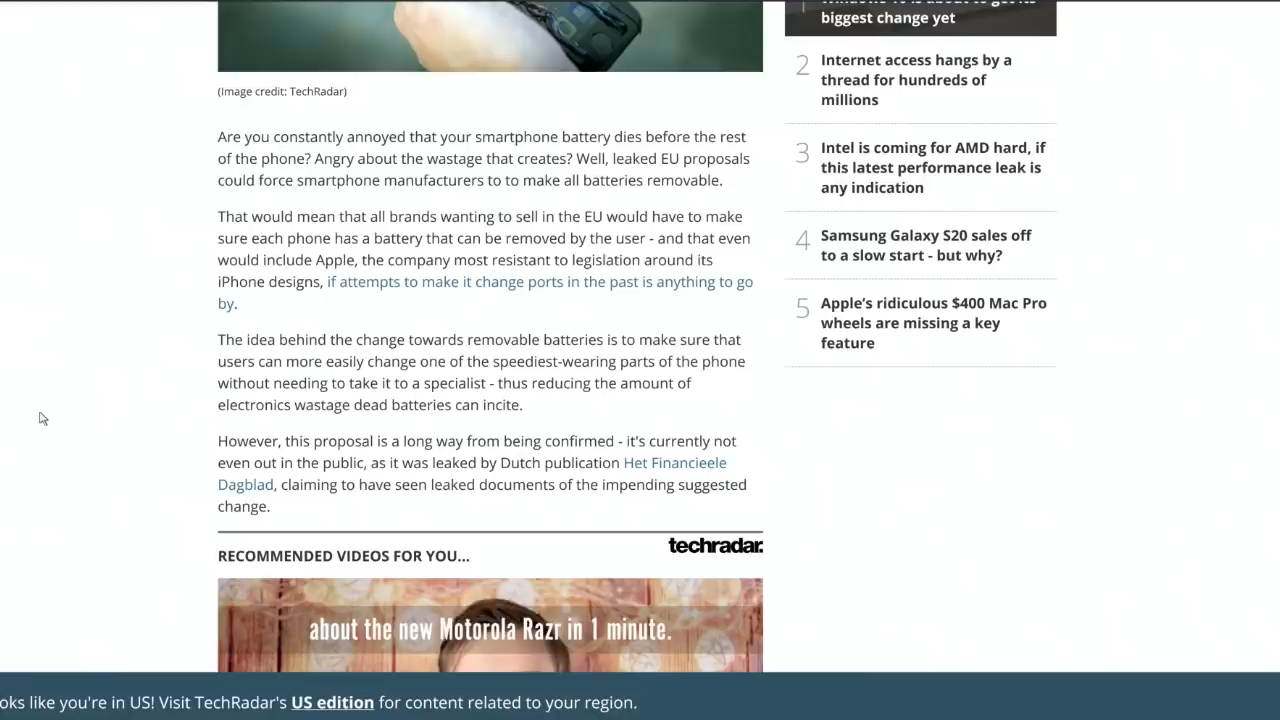 biggest change yet
(Image credit: TechRadar)
Are you constantly annoyed that your smartphone battery dies before the rest
of the phone? Angry about the wastage that creates? Well, leaked EU proposals
could force smartphone manufacturers to to make all batteries removable.
That would mean that all brands wanting to sell in the EU would have to make
sure each phone has a battery that can be removed by the user - and that even
would include Apple, the company most resistant to legislation around its
iPhone designs, if attempts to make it change ports in the past is anything to go
by.
The idea behind the change towards removable batteries is to make sure that
users can more easily change one of the speediest-wearing parts of the phone
without needing to take it to a specialist - thus reducing the amount of
electronics wastage dead batteries can incite.
However, this proposal is a long way from being confirmed - it's currently not
even out in the public, as it was leaked by Dutch publication Het Financieele
Dagblad, claiming to have seen leaked documents of the impending suggested
change.
techradar.
RECOMMENDED VIDEOS FOR YOU...
about the new Motorola Razr in 1 minute.
2 Internet access hangs by a
thread for hundreds of
millions
3 Intel is coming for AMD hard, if
this latest performance leak is
any indication
4 Samsung Galaxy S20 sales off
to a slow start - but why?
5 Apple’s ridiculous $400 Mac Pro
wheels are missing a key
feature
oks like you're in US! Visit TechRadar's US edition for content related to your region.